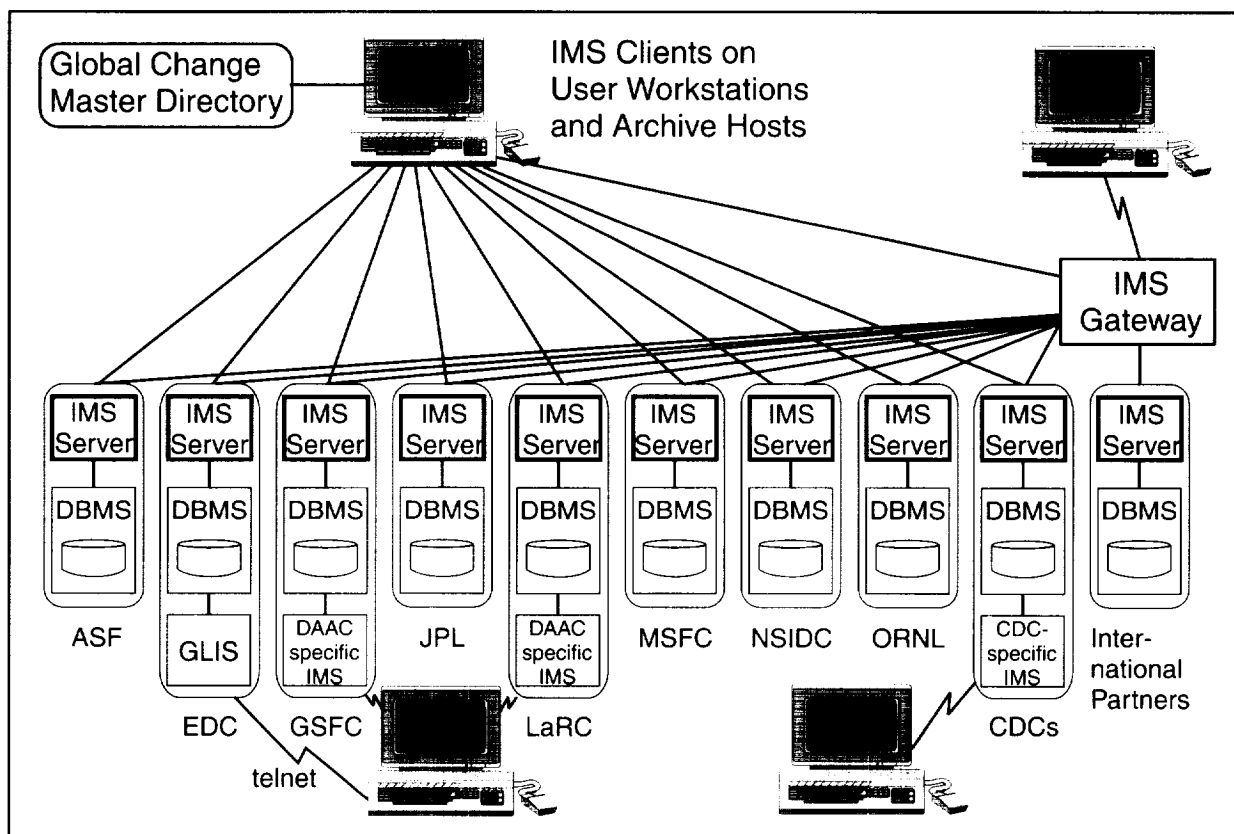 Global Change
Master Directory
IMS Clients on
User Workstations
and Archive Hosts
IMS
Gateway
IMS
Server
DBMS
ASF
IMS
Server
DBMS
GLIS
EDC
IMS
Server
DBMS
DAAC
specific
IMS
GSFC
IMS
Server
DBMS
JPL
IMS
Server
DBMS
DAAC
specific
IMS
LaRC
IMS
Server
DBMS
MSFC
IMS
Server
DBMS
NSIDC
IMS
Server
DBMS
ORNL
IMS
Server
DBMS
CDC-
specific
IMS
CDCs
IMS
Server
DBMS
Inter-
national
Partners
telnet